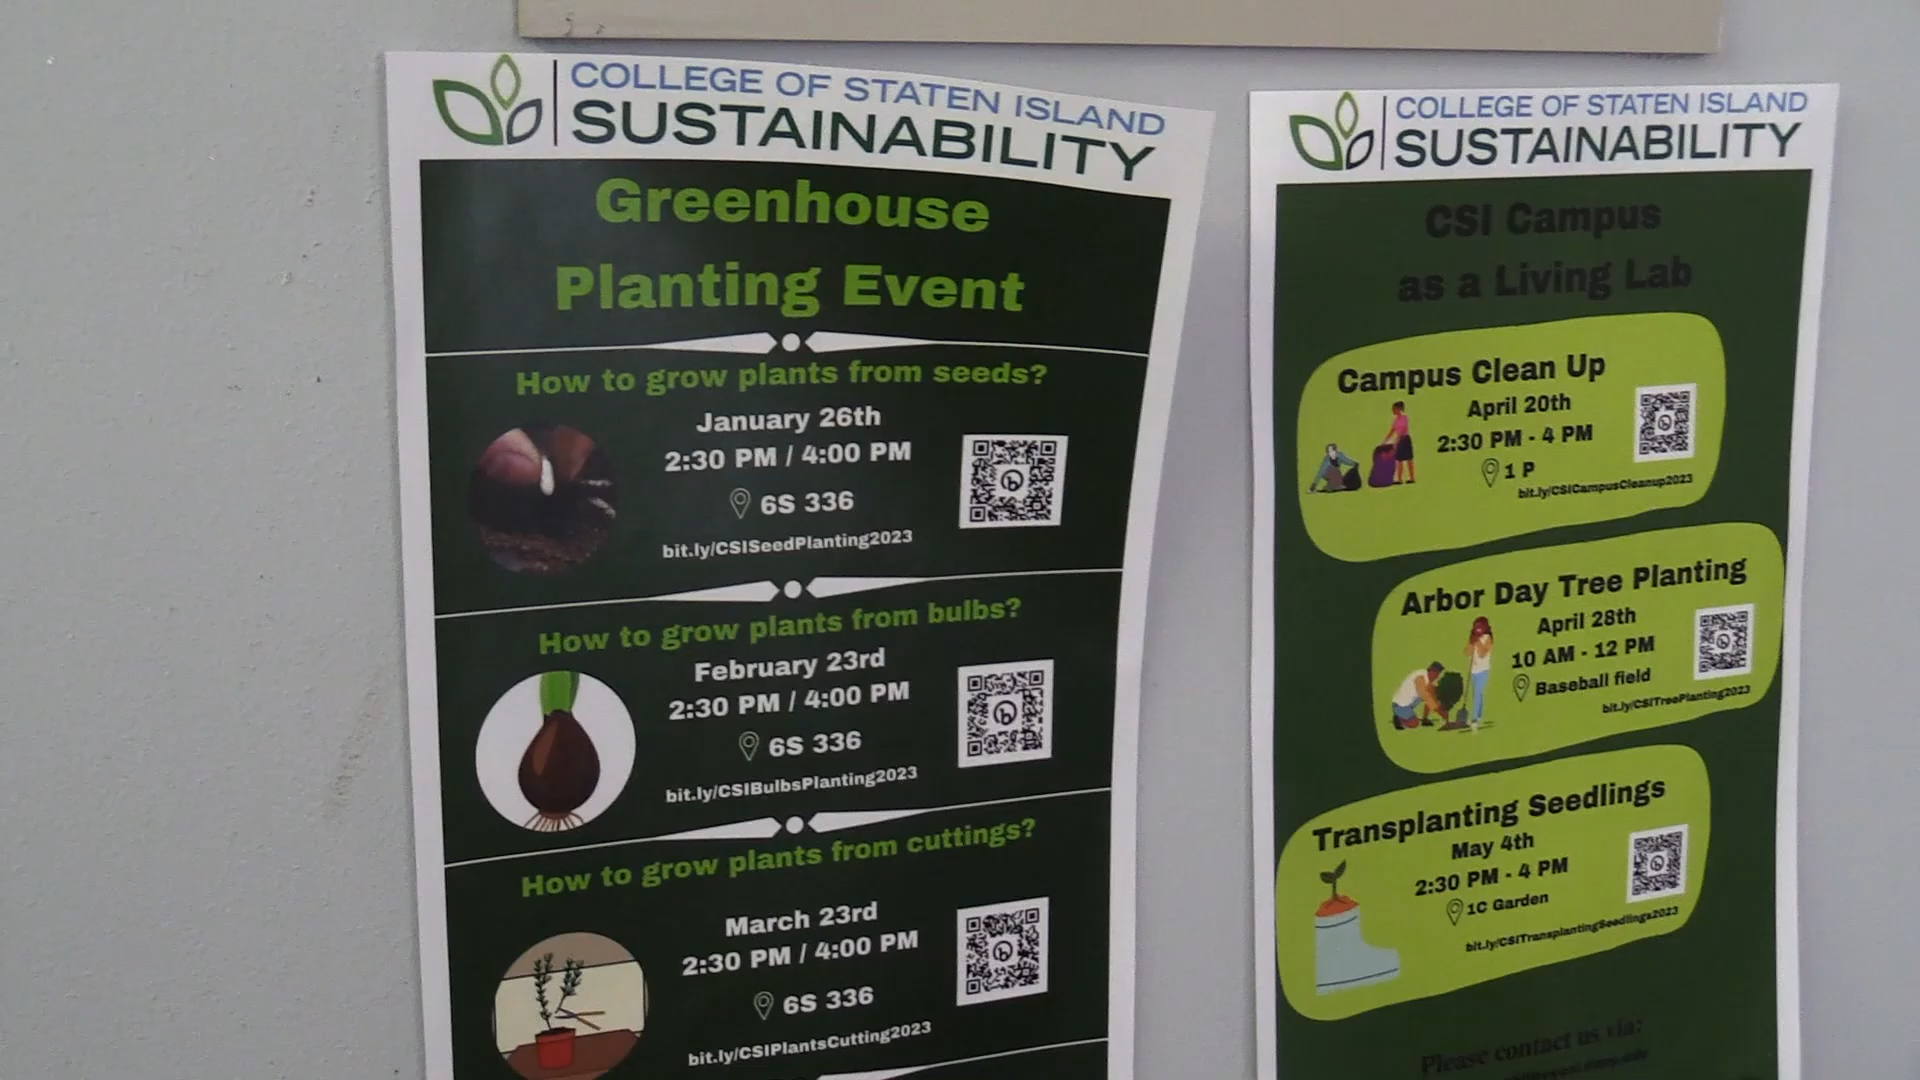 COLLEGE OF STATEN ISLAND
SUSTAINABILITY
Greenhouse
Planting Event
How to grow plants from seeds?
January 26th
2:30 PM / 4:00 PM
6S 336
bit.ly/CSISeedPlanting2023
How to grow plants from bulbs?
February 23rd
2:30 PM / 4:00 PM
6S 336
bit.ly/CSIBulbsPlanting2023
How to grow plants from cuttings?
March 23rd
2:30 PM / 4:00 PM
6S 336
bit.ly/CSIPlantsCutting2023
COLLEGE OF STATEN ISLAND
SUSTAINABILITY
CSI Campus
as a Living Lab
Campus Clean Up
April 20th
2:30 PM - 4 PM
1 P
bit.ly/CSICampusCleanup2023
Arbor Day Tree Planting
April 28th
10 AM - 12 PM
Baseball field
bit.ly/CSITreePlanting2023
Transplanting Seedlings
May 4th
2:30 PM - 4 PM
1C Garden
bit.ly/CSITransplantingSeedlings2023
Please contact us via: